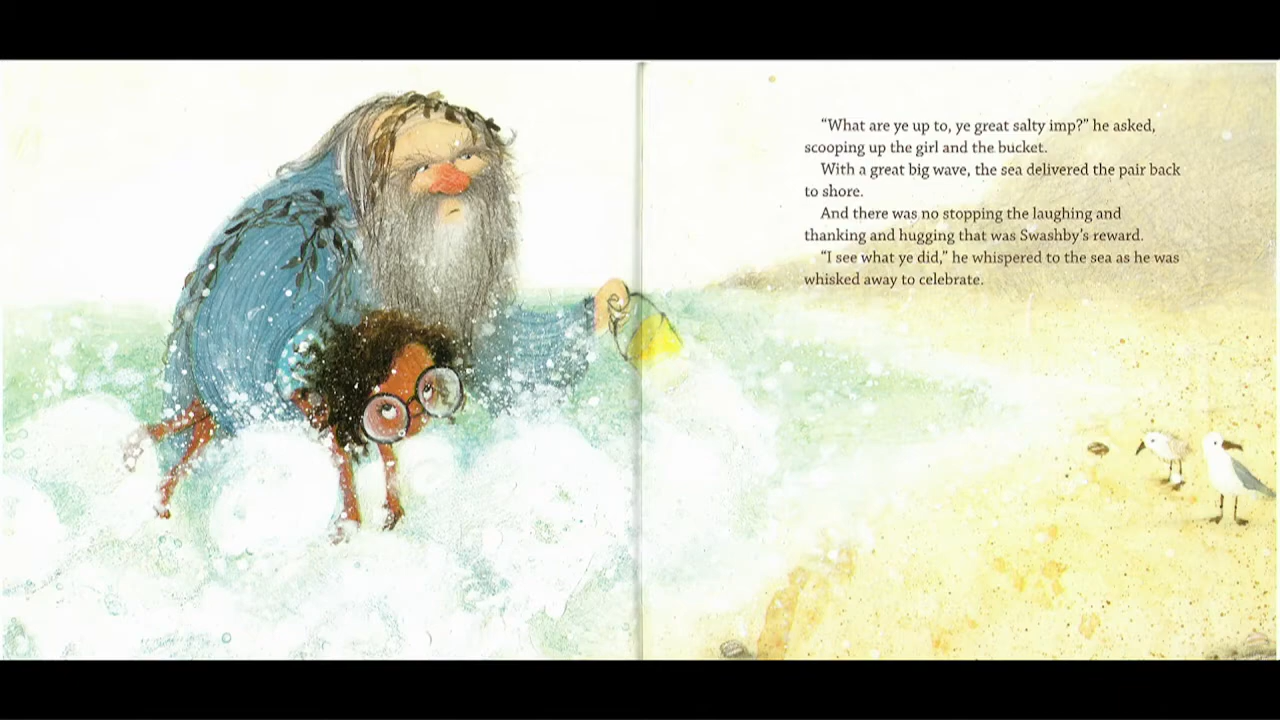 “What are ye up to, ye great salty imp?” he asked,
scooping up the girl and the bucket.
With a great big wave, the sea delivered the pair back
to shore.
And there was no stopping the laughing and
thanking and hugging that was Swashby’s reward.
“I see what ye did,” he whispered to the sea as he was
whisked away to celebrate.